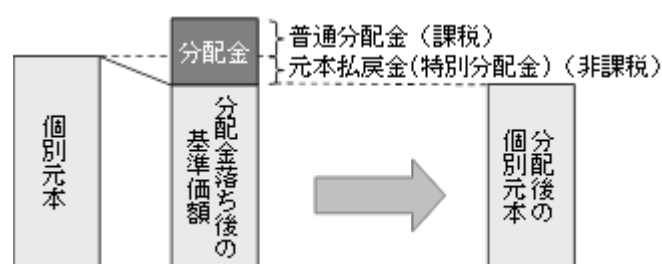 分配金
普通分配金（課税）
元本払戻金(特別分配金)（非課税）
個別元本
分配金落ち後の
基準価額
分配後の
個別元本